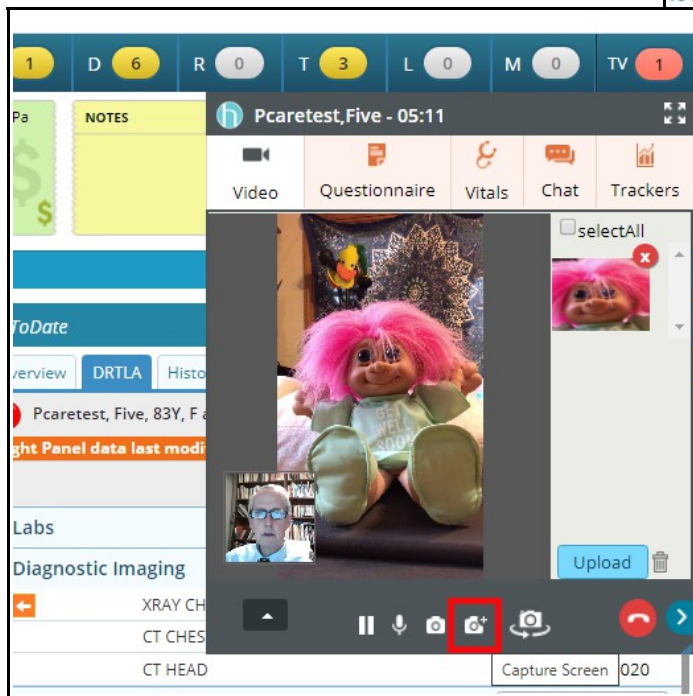 1 D 6 R 0 T 3 L 0 M 0 TV 1
Pa NOTES
h Pcaretest,Five - 05:11
Video Questionnaire Vitals Chat Trackers
selectAll
x
$
$
ToDate
verview DRTLA Histo
Pcaretest, Five, 83Y, F a
ght Panel data last modi
GET
WELL
SOON
Labs
Diagnostic Imaging
Upload
XRAY CH
CT CHES
CT HEAD
Capture Screen 020